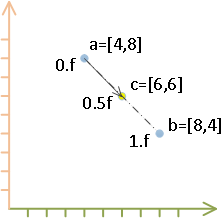 a=[4,8]
0.f
c=[6,6]
0.5f
b=[8,4]
1.f